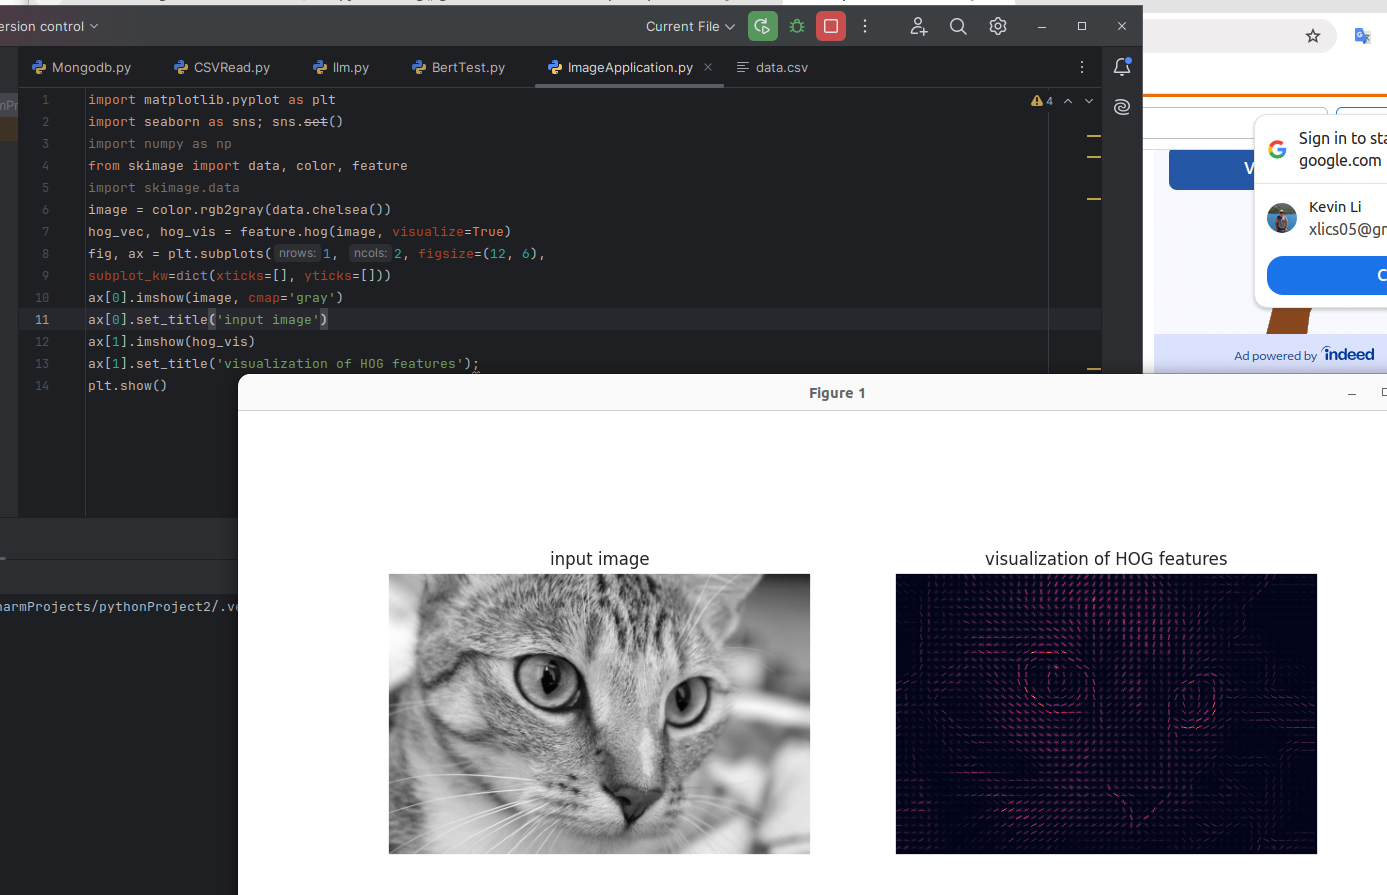 ersion control
Current File
Mongodb.py
CSVRead.py
llm.py
BertTest.py
ImageApplication.py
data.csv
4
1 import matplotlib.pyplot as plt
2 import seaborn as sns; sns.set()
3 import numpy as np
4 from skimage import data, color, feature
5 import skimage.data
6 image = color.rgb2gray(data.chelsea())
7 hog_vec, hog_vis = feature.hog(image, visualize=True)
8 fig, ax = plt.subplots( nrows: 1, ncols: 2, figsize=(12, 6),
9 subplot_kw=dict(xticks=[], yticks=[]))
10 ax[0].imshow(image, cmap='gray')
11 ax[0].set_title('input image')
12 ax[1].imshow(hog_vis)
13 ax[1].set_title('visualization of HOG features');
14 plt.show()
armProjects/pythonProject2/.ve
Sign in to sta
google.com
Kevin Li
xlics05@gm
C
V
Ad powered by indeed
Figure 1
input image
visualization of HOG features